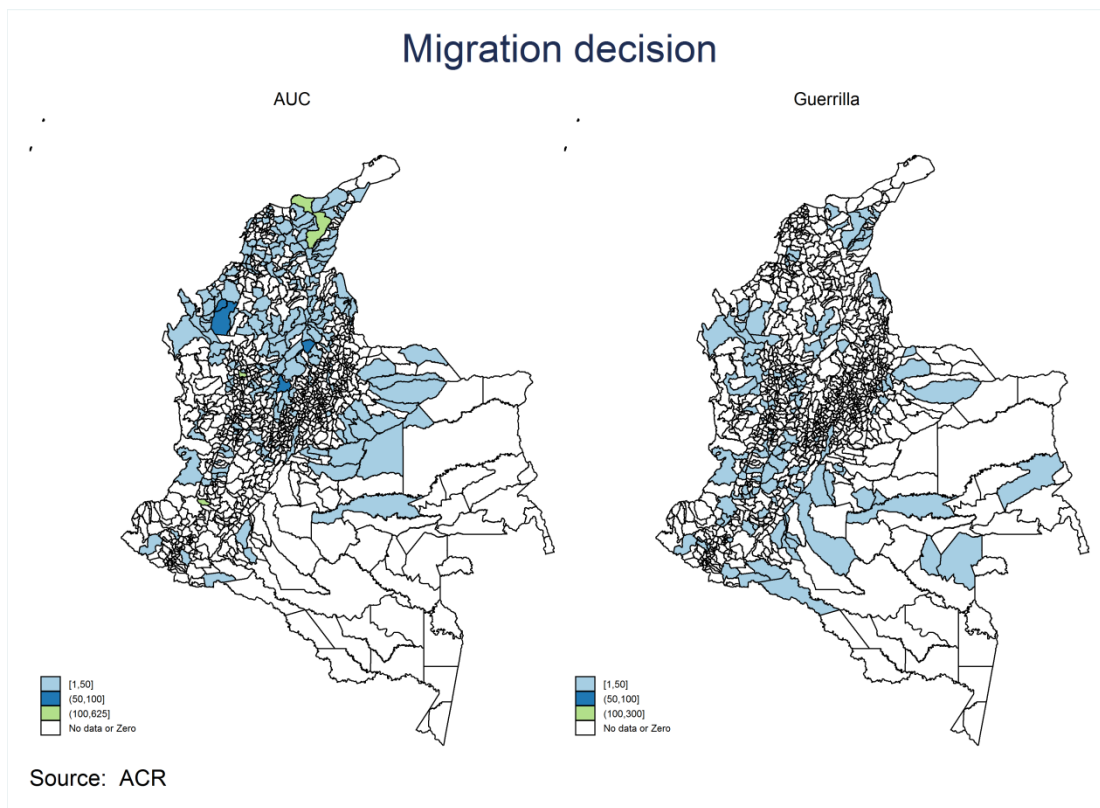 Migration decision
AUC
Guerrilla
[1,50]
(50,100]
(100,625]
No data or Zero
[1,50]
(50,100]
(100,300]
No data or Zero
Source: ACR